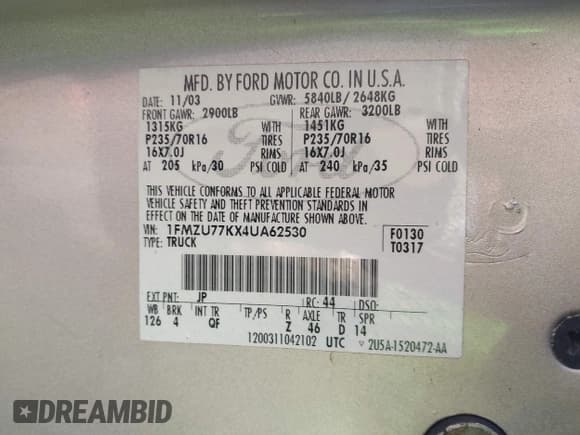 MFD. BY FORD MOTOR CO. IN U.S.A.
DATE: 11/03 GVWR: 5840LB / 2648KG
FRONT GAWR: 2900LB REAR GAWR: 3200LB
1315KG WITH 1451KG WITH
P235/70R16 TIRES P235/70R16 TIRES
16X7.0J RIMS 16X7.0J RIMS
AT 205 kPa/30 PSI COLD AT 240 kPa/35 PSI COLD
THIS VEHICLE CONFORMS TO ALL APPLICABLE FEDERAL MOTOR
VEHICLE SAFETY AND THEFT PREVENTION STANDARDS IN
EFFECT ON THE DATE OF MANUFACTURE SHOWN ABOVE.
VIN: 1FMZU77KX4UA62530 F0130
TYPE: TRUCK T0317
EXT PNT: JP RC: 44 DSO:
WB BRK INT TR TP/PS R AXLE TR SPR
126 4 QF Z 46 D 14
1200311042102 UTC 2U5A-1520472-AA
Ford
DREAMBID